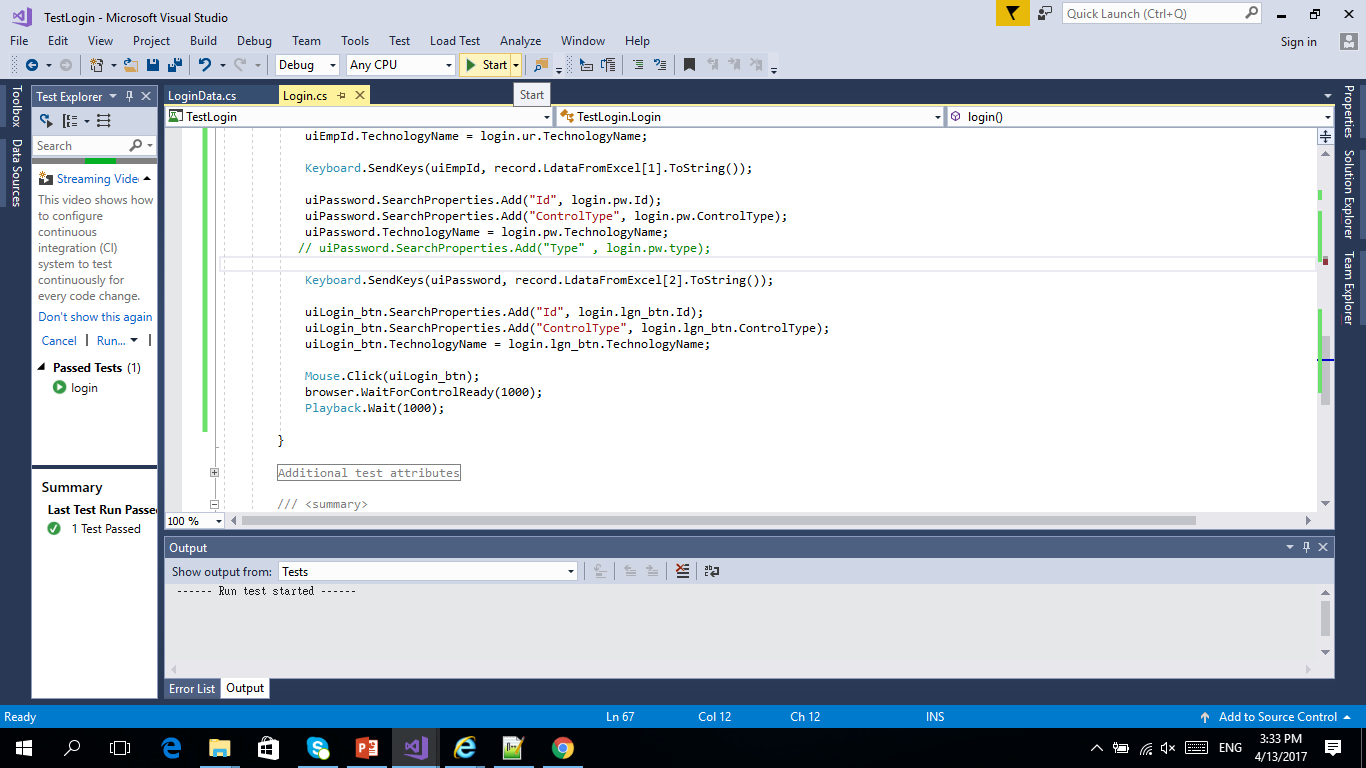 TestLogin - Microsoft Visual Studio
Quick Launch (Ctrl+Q)
File Edit View Project Build Debug Team Tools Test Load Test Analyze Window Help
Sign in
Debug Any CPU Start
Start
Toolbox
Data Sources
Test Explorer
Search
Streaming Vide
This video shows how
to configure
continuous
integration (CI)
system to test
continuously for
every code change.
Don't show this again
Cancel | Run... |
Passed Tests (1)
login
Summary
Last Test Run Passe
1 Test Passed
LoginData.cs Login.cs
TestLogin TestLogin.Login login()
uiEmpId.TechnologyName = login.ur.TechnologyName;
Keyboard.SendKeys(uiEmpId, record.LdataFromExcel[1].ToString());
uiPassword.SearchProperties.Add("Id", login.pw.Id);
uiPassword.SearchProperties.Add("ControlType", login.pw.ControlType);
uiPassword.TechnologyName = login.pw.TechnologyName;
// uiPassword.SearchProperties.Add("Type" , login.pw.type);
Keyboard.SendKeys(uiPassword, record.LdataFromExcel[2].ToString());
uiLogin_btn.SearchProperties.Add("Id", login.lgn_btn.Id);
uiLogin_btn.SearchProperties.Add("ControlType", login.lgn_btn.ControlType);
uiLogin_btn.TechnologyName = login.lgn_btn.TechnologyName;
Mouse.Click(uiLogin_btn);
browser.WaitForControlReady(1000);
Playback.Wait(1000);
}
Additional test attributes
/// <summary>
100 %
Properties
Solution Explorer
Team Explorer
Output
Show output from: Tests
------ Run test started ------
Error List Output
Ready Ln 67 Col 12 Ch 12 INS Add to Source Control
ENG
3:33 PM
4/13/2017